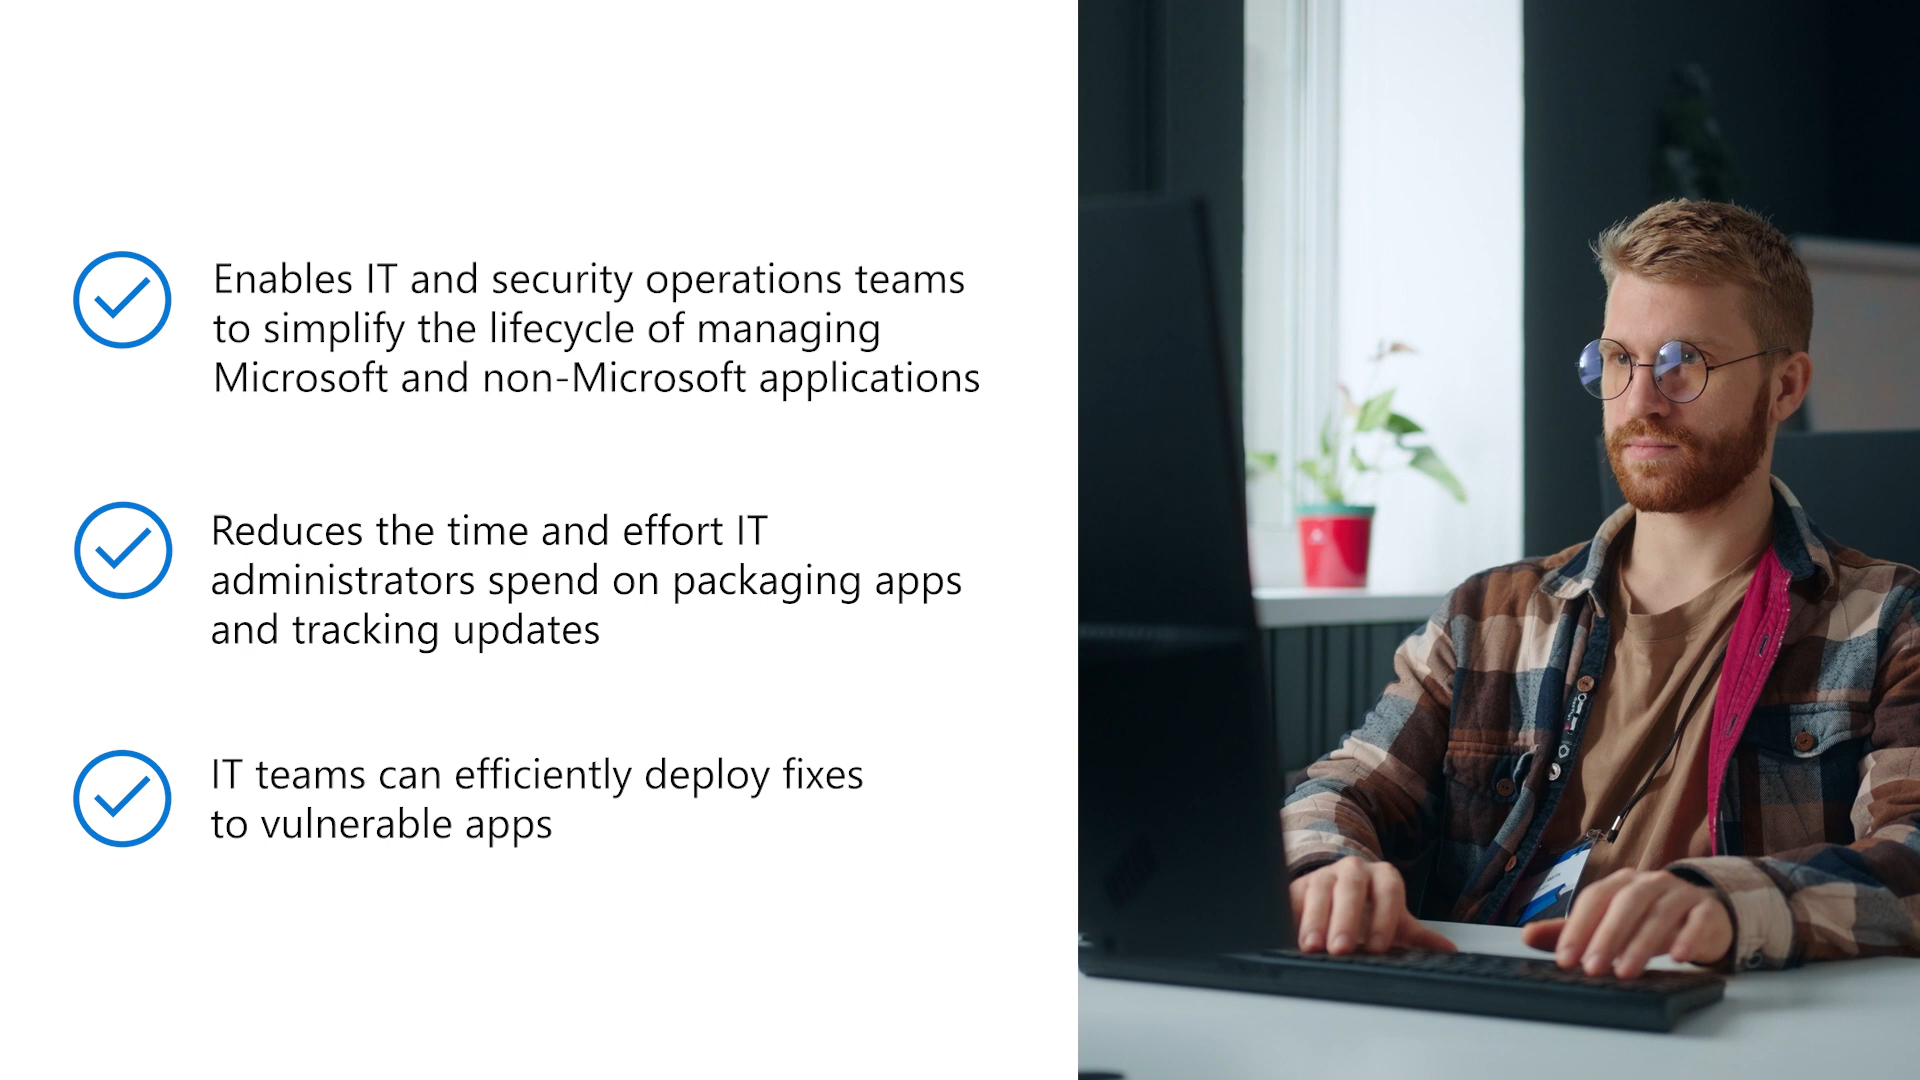 Enables IT and security operations teams
to simplify the lifecycle of managing
Microsoft and non-Microsoft applications
Reduces the time and effort IT
administrators spend on packaging apps
and tracking updates
IT teams can efficiently deploy fixes
to vulnerable apps